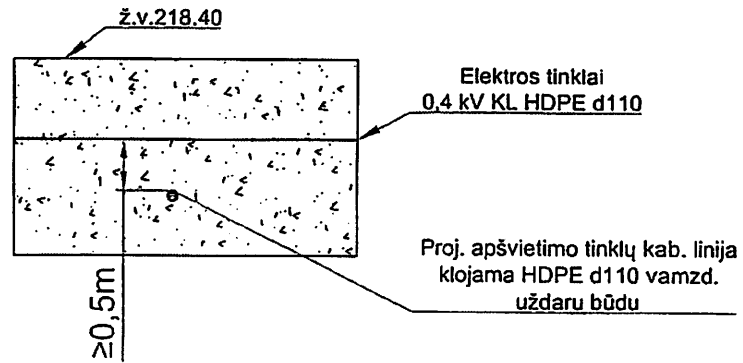 ž.v.218.40
Elektros tinklai
0,4 kV KL HDPE d110
Proj. apšvietimo tinklų kab. linija
klojama HDPE d110 vamzd.
uždaru būdu
≥0,5m